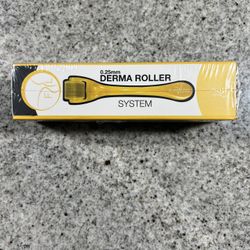 0.25mm
DERMA ROLLER
SYSTEM